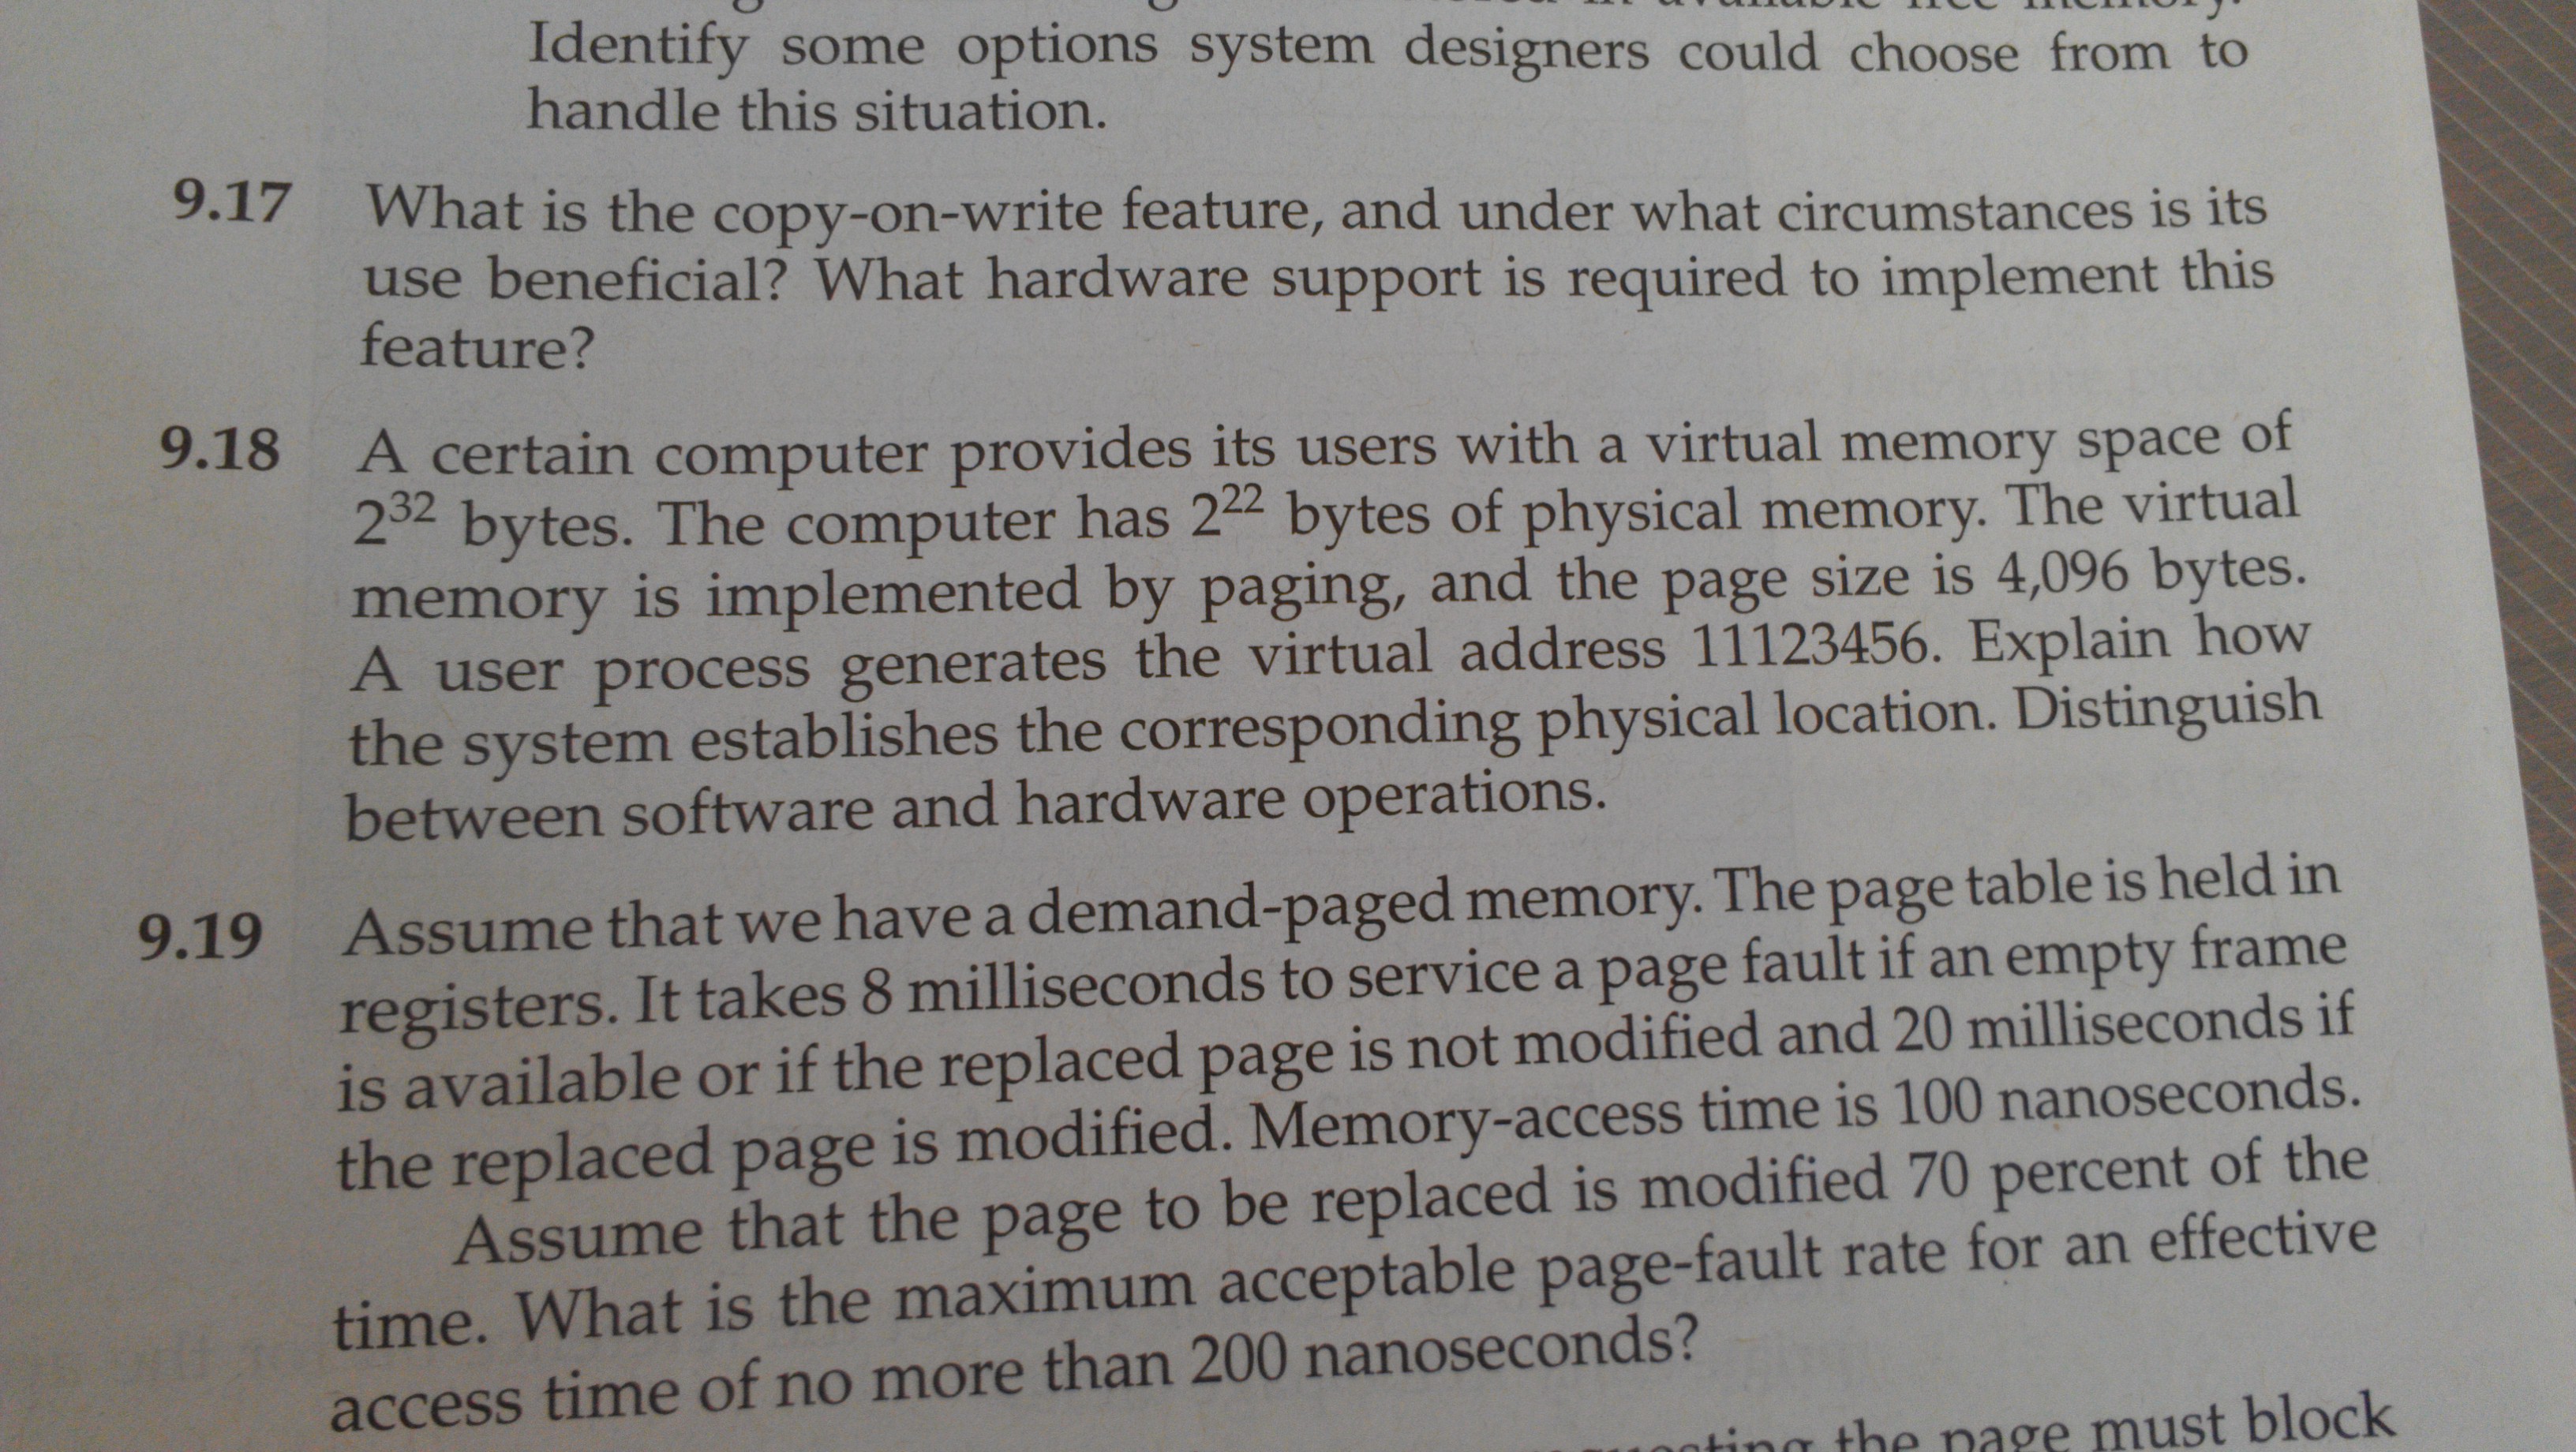 in available free memory.
Identify some options system designers could choose from to
handle this situation.
9.17 What is the copy-on-write feature, and under what circumstances is its
use beneficial? What hardware support is required to implement this
feature?
9.18 A certain computer provides its users with a virtual memory space of
2³² bytes. The computer has 2²² bytes of physical memory. The virtual
memory is implemented by paging, and the page size is 4,096 bytes.
A user process generates the virtual address 11123456. Explain how
the system establishes the corresponding physical location. Distinguish
between software and hardware operations.
9.19 Assume that we have a demand-paged memory. The page table is held in
registers. It takes 8 milliseconds to service a page fault if an empty frame
is available or if the replaced page is not modified and 20 milliseconds if
the replaced page is modified. Memory-access time is 100 nanoseconds.
Assume that the page to be replaced is modified 70 percent of the
time. What is the maximum acceptable page-fault rate for an effective
access time of no more than 200 nanoseconds?
the page must block